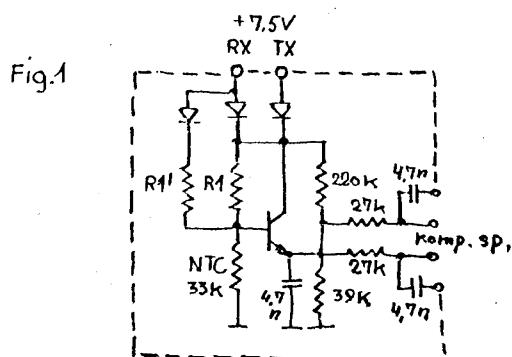 Fig.1
+7,5V
RX TX
R1' R1
220K
27K
4,7n
komp. sp,
27K
4,7n
NTC
33K
4,7
n
39K